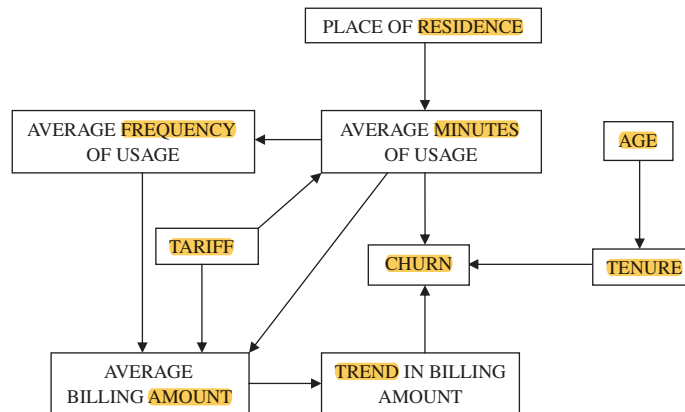 PLACE OF RESIDENCE
AVERAGE FREQUENCY
OF USAGE
AVERAGE MINUTES
OF USAGE
AGE
TARIFF
CHURN
TENURE
AVERAGE
BILLING AMOUNT
TREND IN BILLING
AMOUNT